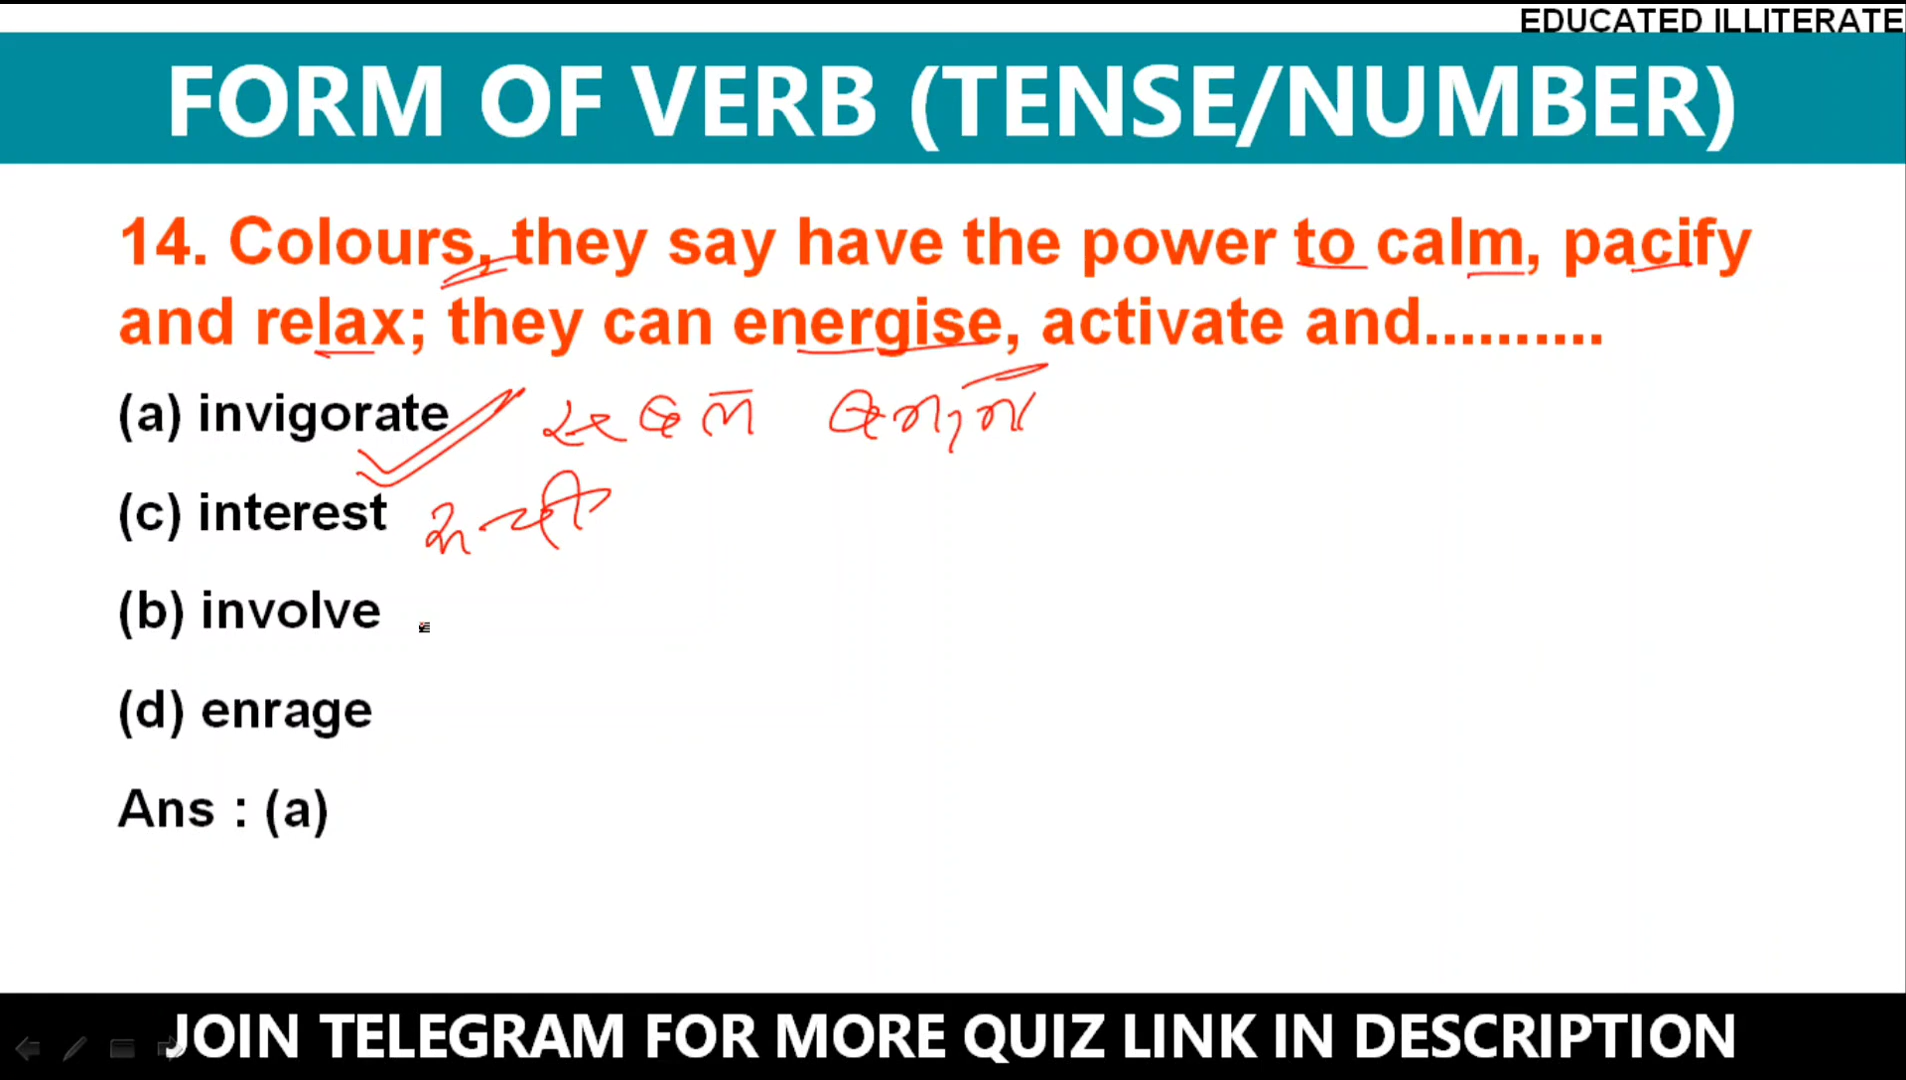 EDUCATED ILLITERATE
FORM OF VERB (TENSE/NUMBER)
14. Colours, they say have the power to calm, pacify
and relax; they can energise, activate and..........
(a) invigorate
(c) interest
(b) involve
(d) enrage
Ans : (a)
JOIN TELEGRAM FOR MORE QUIZ LINK IN DESCRIPTION